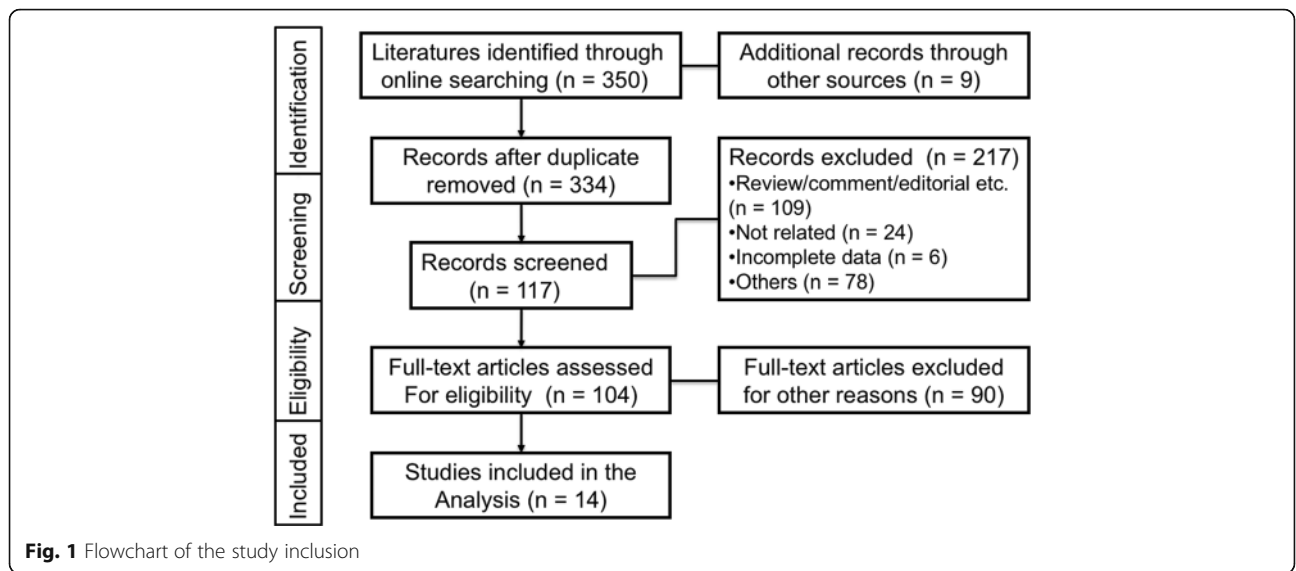 Identification
Screening
Eligibility
Included
Literatures identified through
online searching (n = 350)
Additional records through
other sources (n = 9)
Records after duplicate
removed (n = 334)
Records excluded (n = 217)
•Review/comment/editorial etc.
(n = 109)
•Not related (n = 24)
•Incomplete data (n = 6)
•Others (n = 78)
Records screened
(n = 117)
Full-text articles assessed
For eligibility (n = 104)
Full-text articles excluded
for other reasons (n = 90)
Studies included in the
Analysis (n = 14)
Fig. 1 Flowchart of the study inclusion